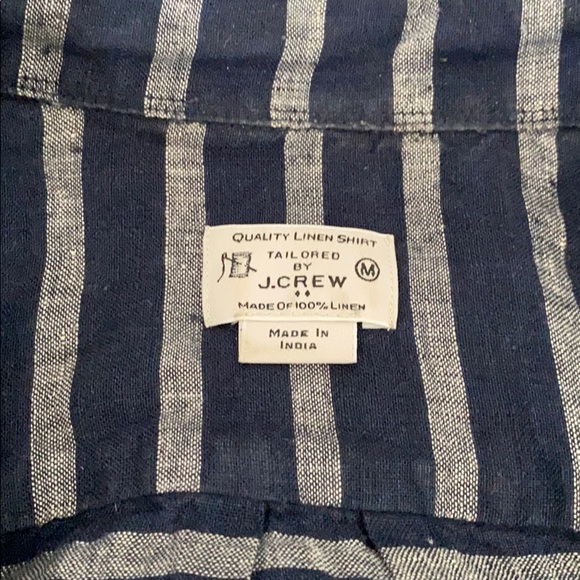 QUALITY LINEN SHIRT
TAILORED
BY
M
J.CREW
MADE OF 100% LINEN
MADE IN
INDIA